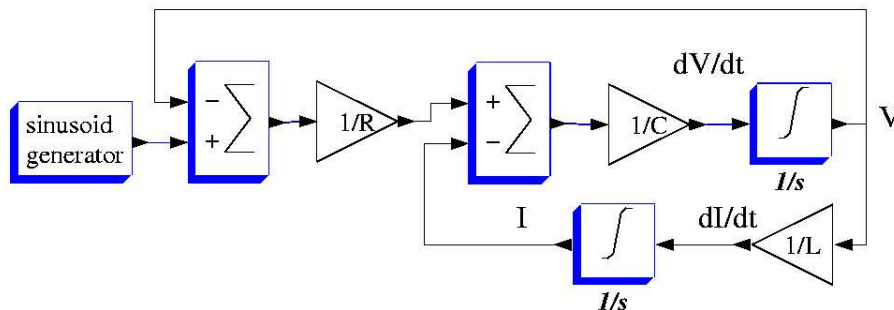 dV/dt
V
sinusoid
generator
−
+
∑
1/R
+
−
∑
1/C
∫
1/s
I
∫
1/s
dI/dt
1/L